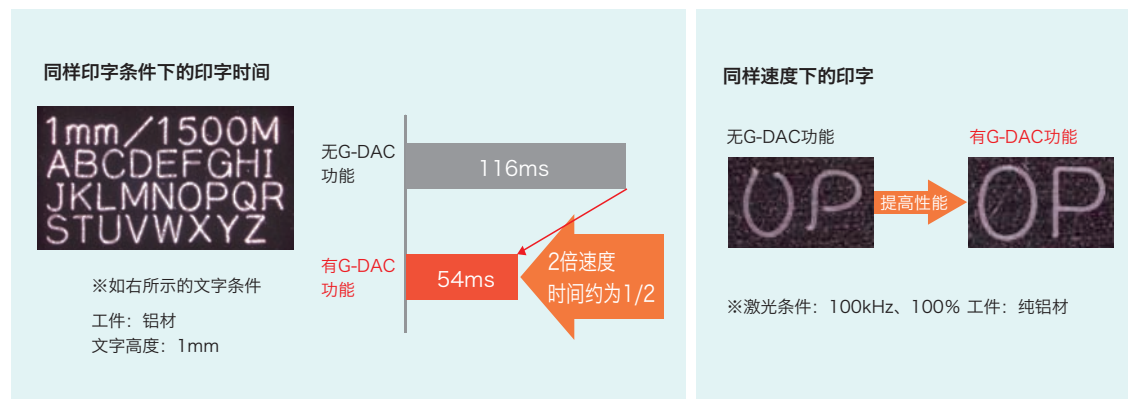 同样印字条件下的印字时间
1mm/1500M
ABCDEFGHI
JKLMNOPQR
STUVWXYZ
※如右所示的文字条件
工件：铝材
文字高度：1mm
无G-DAC
功能
116ms
有G-DAC
功能
54ms
2倍速度
时间约为1/2
同样速度下的印字
无G-DAC功能
OP
提高性能
有G-DAC功能
OP
※激光条件：100kHz、100% 工件：纯铝材